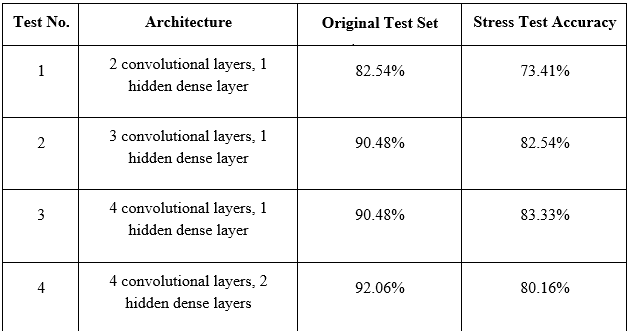 Test No. Architecture Original Test Set Stress Test Accuracy
1 2 convolutional layers, 1 hidden dense layer 82.54% 73.41%
2 3 convolutional layers, 1 hidden dense layer 90.48% 82.54%
3 4 convolutional layers, 1 hidden dense layer 90.48% 83.33%
4 4 convolutional layers, 2 hidden dense layers 92.06% 80.16%